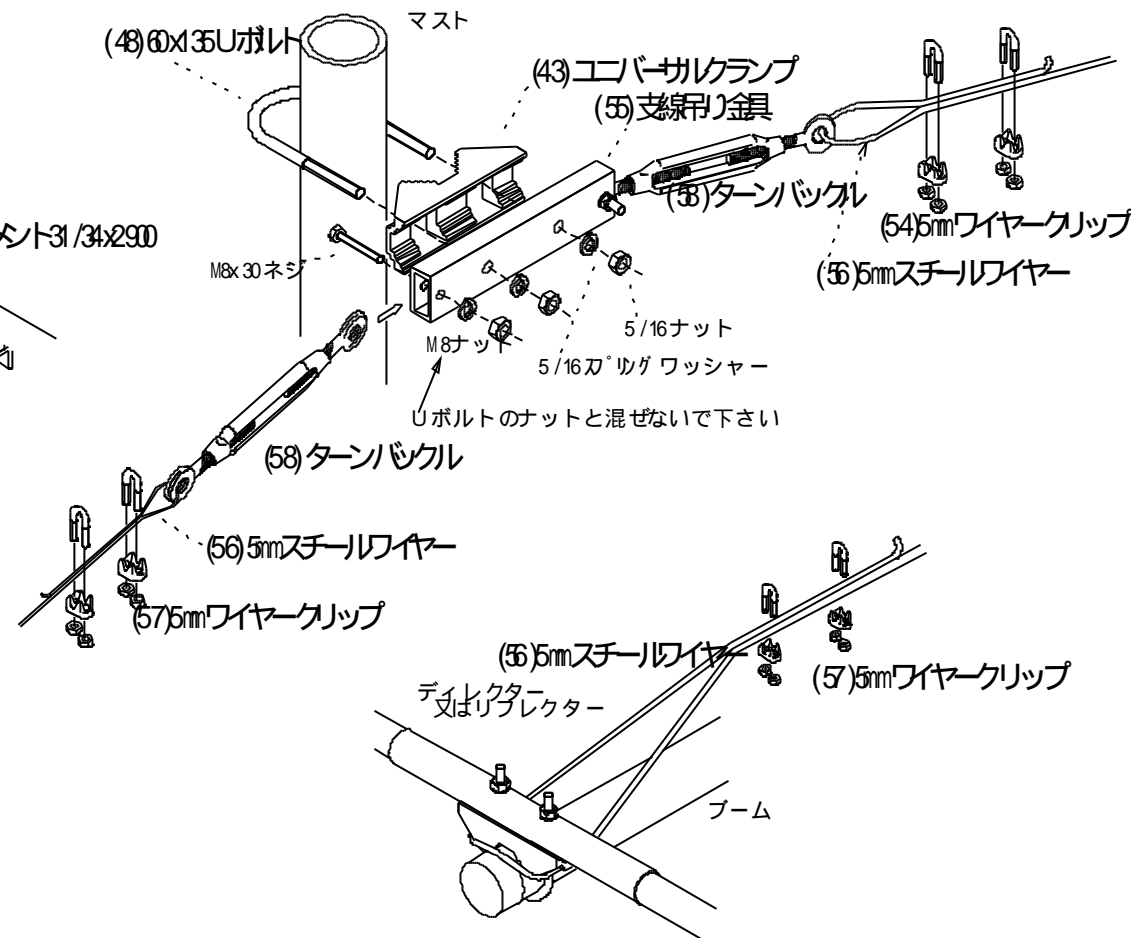 マスト
(48)60x135Uボルト
(43)ユニバーサルクランプ
(55)支線吊り金具
(58)ターンバックル
(54)5mmワイヤークリップ
(56)5mmスチールワイヤー
メント31/34x2900
M8x30ネジ
5/16ナット
M8ナット
5/16スプリングワッシャー
Uボルトのナットと混ぜないで下さい
(58)ターンバックル
(56)5mmスチールワイヤー
(57)5mmワイヤークリップ
(56)5mmスチールワイヤー
(57)5mmワイヤークリップ
ディレクター
又はリフレクター
ブーム